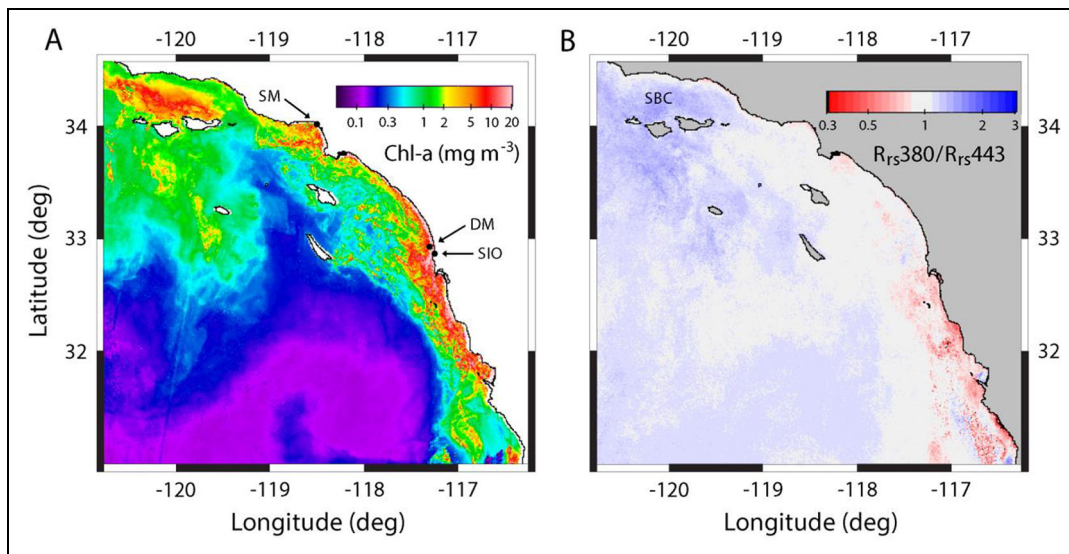 A
-120 -119 -118 -117
SM
0.1 0.3 1 2 5 10 20
Chl-a (mg m⁻³)
DM
SIO
34
33
32
Latitude (deg)
-120 -119 -118 -117
Longitude (deg)
B
-120 -119 -118 -117
SBC
0.3 0.5 1 2 3
Rrs380/Rrs443
34
33
32
-120 -119 -118 -117
Longitude (deg)